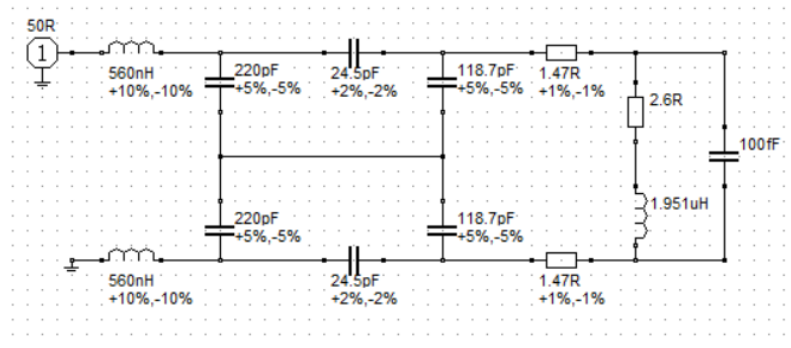 50R
1
560nH
+10%,-10%
220pF
+5%,-5%
24.5pF
+2%,-2%
118.7pF
+5%,-5%
1.47R
+1%,-1%
2.6R
100fF
1.951uH
220pF
+5%,-5%
118.7pF
+5%,-5%
560nH
+10%,-10%
24.5pF
+2%,-2%
1.47R
+1%,-1%